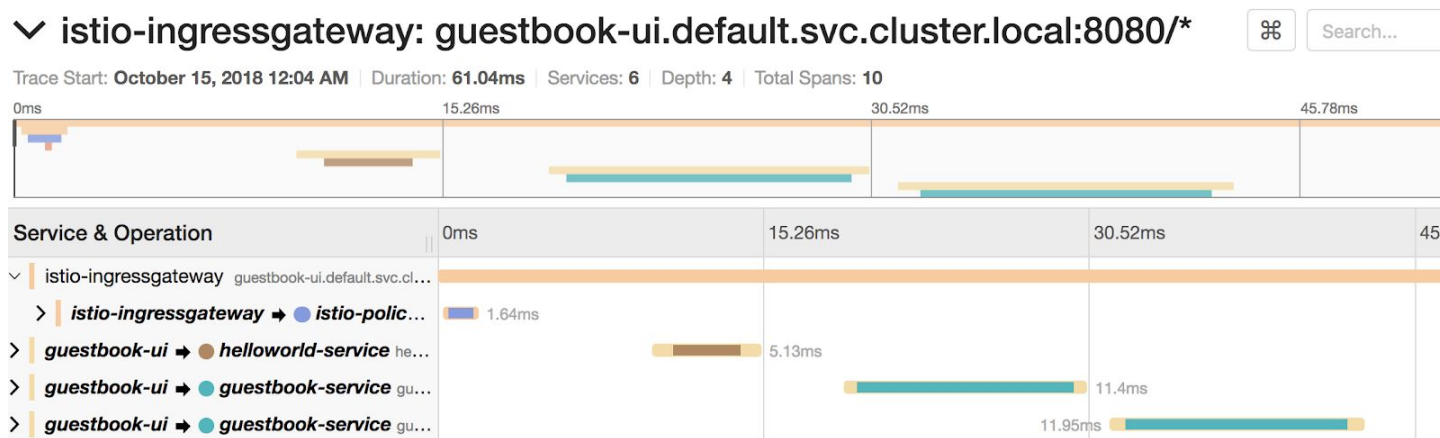 istio-ingressgateway: guestbook-ui.default.svc.cluster.local:8080/*
⌘
Search...
Trace Start: October 15, 2018 12:04 AM | Duration: 61.04ms | Services: 6 | Depth: 4 | Total Spans: 10
0ms 15.26ms 30.52ms 45.78ms
Service & Operation 0ms 15.26ms 30.52ms 45
istio-ingressgateway guestbook-ui.default.svc.cl...
istio-ingressgateway ➡ istio-polic... 1.64ms
guestbook-ui ➡ helloworld-service he... 5.13ms
guestbook-ui ➡ guestbook-service gu... 11.4ms
guestbook-ui ➡ guestbook-service gu... 11.95ms